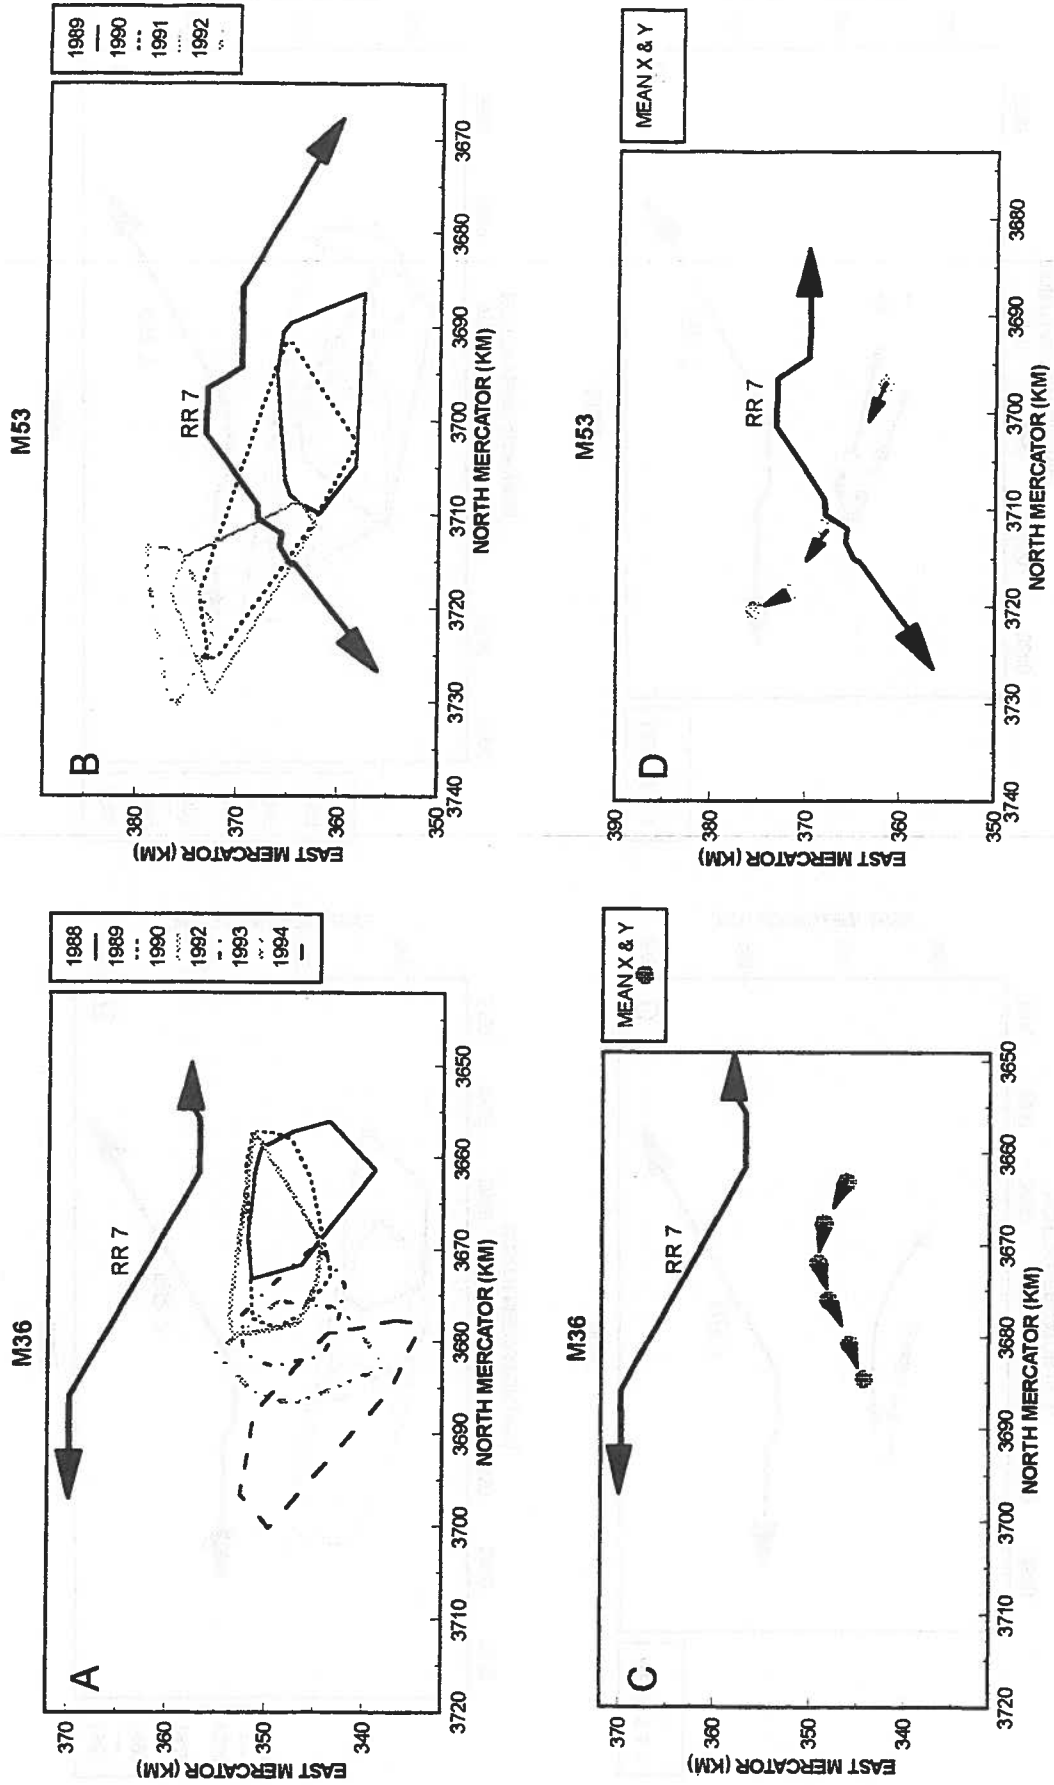 M36
A
RR 7
370
360
350
340
EAST MERCATOR (KM)
3720
3710
3700
3690
3680
3670
3660
3650
NORTH MERCATOR (KM)
1988
1989
1990
1992
1993
1994
M53
B
RR 7
380
370
360
350
EAST MERCATOR (KM)
3740
3730
3720
3710
3700
3690
3680
3670
NORTH MERCATOR (KM)
1989
1990
1991
1992
M36
C
RR 7
370
360
350
340
EAST MERCATOR (KM)
3720
3710
3700
3690
3680
3670
3660
3650
NORTH MERCATOR (KM)
MEAN X & Y
M53
D
RR 7
390
380
370
360
350
EAST MERCATOR (KM)
3740
3730
3720
3710
3700
3690
3680
NORTH MERCATOR (KM)
MEAN X & Y